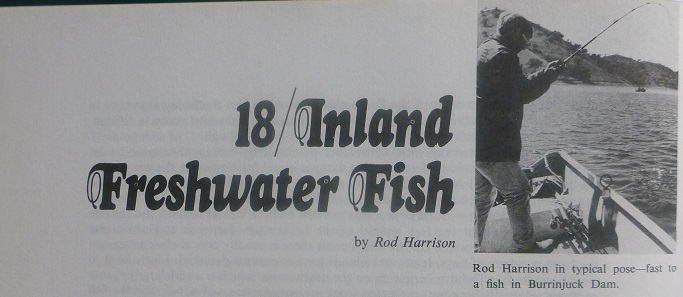 18/Inland
Freshwater Fish
by Rod Harrison
Rod Harrison in typical pose—fast to
a fish in Burrinjuck Dam.